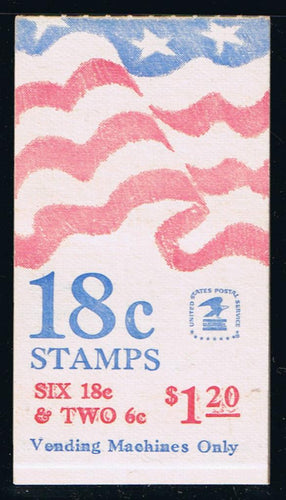 18c
UNITED STATES POSTAL SERVICE
STAMPS
SIX 18c
& TWO 6c
$1.20
Vending Machines Only